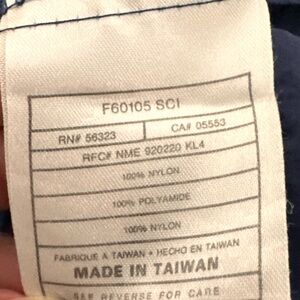 F60105 SCI
RN# 56323 CA# 05553
RFC# NME 920220 KL4
100% NYLON
100% POLYAMIDE
100% NYLON
FABRIQUE A TAIWAN • HECHO EN TAIWAN
MADE IN TAIWAN
SEE REVERSE FOR CARE